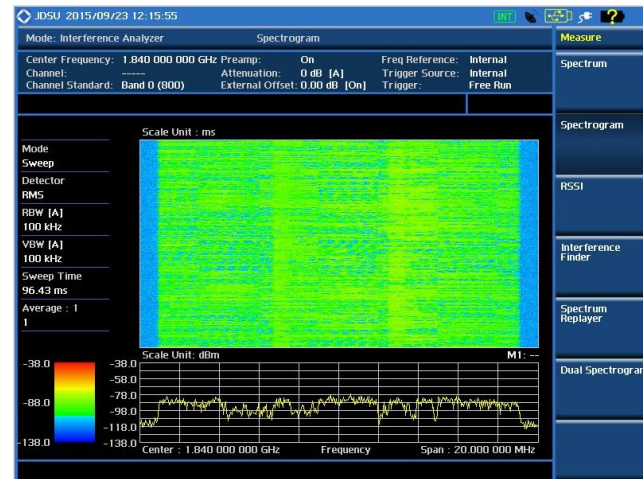 JDSU 2015/09/23 12:15:55
INT
?
Mode: Interference Analyzer Spectrogram
Measure
Center Frequency: 1.840 000 000 GHz Preamp: On Freq Reference: Internal
Channel: ----- Attenuation: 0 dB [A] Trigger Source: Internal
Channel Standard: Band 0 (800) External Offset: 0.00 dB [On] Trigger: Free Run
Spectrum
Spectrogram
RSSI
Interference
Finder
Spectrum
Replayer
Dual Spectrogram
Scale Unit : ms
Mode
Sweep
Detector
RMS
RBW [A]
100 kHz
VBW [A]
100 kHz
Sweep Time
96.43 ms
Average : 1
1
Scale Unit: dBm M1: --
-38.0
-88.0
-138.0
-38.0
-58.0
-78.0
-98.0
-118.0
-138.0
Center : 1.840 000 000 GHz Frequency Span : 20.000 000 MHz